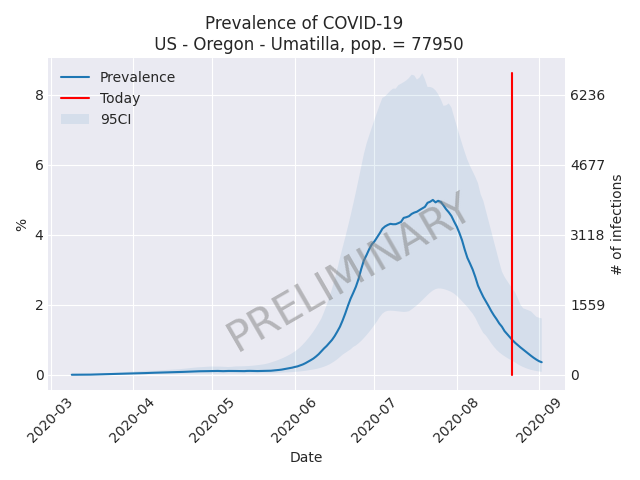 Prevalence of COVID-19
US - Oregon - Umatilla, pop. = 77950
Prevalence
Today
95CI
8
6
4
2
0
%
6236
4677
3118
1559
0
# of infections
PRELIMINARY
2020-03
2020-04
2020-05
2020-06
2020-07
2020-08
2020-09
Date